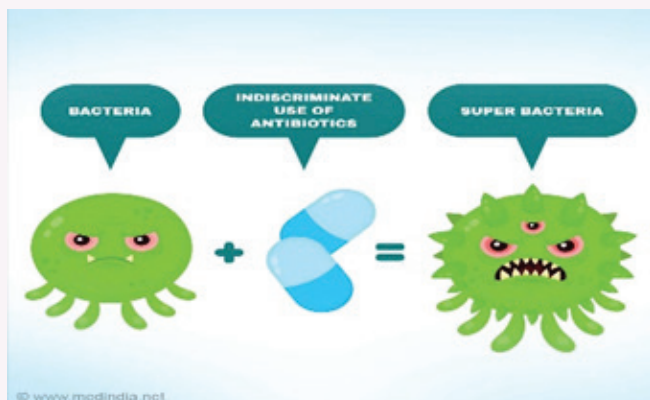 BACTERIA
INDISCRIMINATE
USE OF
ANTIBIOTICS
SUPER BACTERIA
+
=
© www.medindia.net